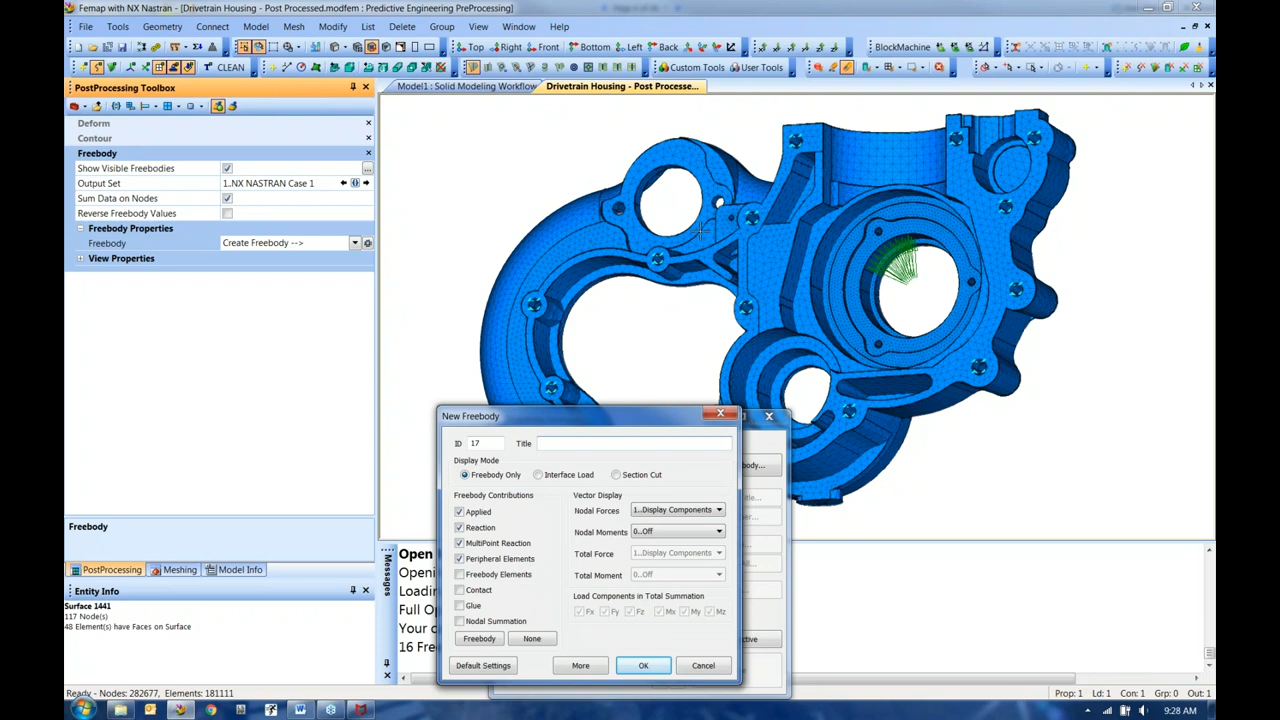 Femap with NX Nastran - [Drivetrain Housing - Post Processed.modfem : Predictive Engineering PreProcessing]
File Tools Geometry Connect Model Mesh Modify List Delete Group View Window Help
Top Right Front Bottom Left Back BlockMachine
CLEAN Custom Tools User Tools
PostProcessing Toolbox
Model1 : Solid Modeling Workflow Drivetrain Housing - Post Processe...
Deform
Contour
Freebody
Show Visible Freebodies
Output Set 1..NX NASTRAN Case 1
Sum Data on Nodes
Reverse Freebody Values
Freebody Properties
Freebody Create Freebody -->
View Properties
New Freebody
ID 17 Title
Display Mode
Freebody Only Interface Load Section Cut
Freebody Contributions Vector Display
Applied
Reaction
MultiPoint Reaction
Peripheral Elements
Freebody Elements
Contact
Glue
Nodal Summation
Nodal Forces 1..Display Components
Nodal Moments 0..Off
Total Force 1..Display Components
Total Moment 0..Off
Load Components in Total Summation
Fx Fy Fz Mx My Mz
Freebody None
Default Settings More OK Cancel
Freebody
PostProcessing Meshing Model Info
Entity Info
Surface 1441
117 Node(s)
48 Element(s) have Faces on Surface
Messages
Open
Openi
Loadin
Full Op
Your c
16 Fre
Ready - Nodes: 282677, Elements: 181111
Prop: 1 Ld: 1 Con: 1 Grp: 0 Out: 1
9:28 AM